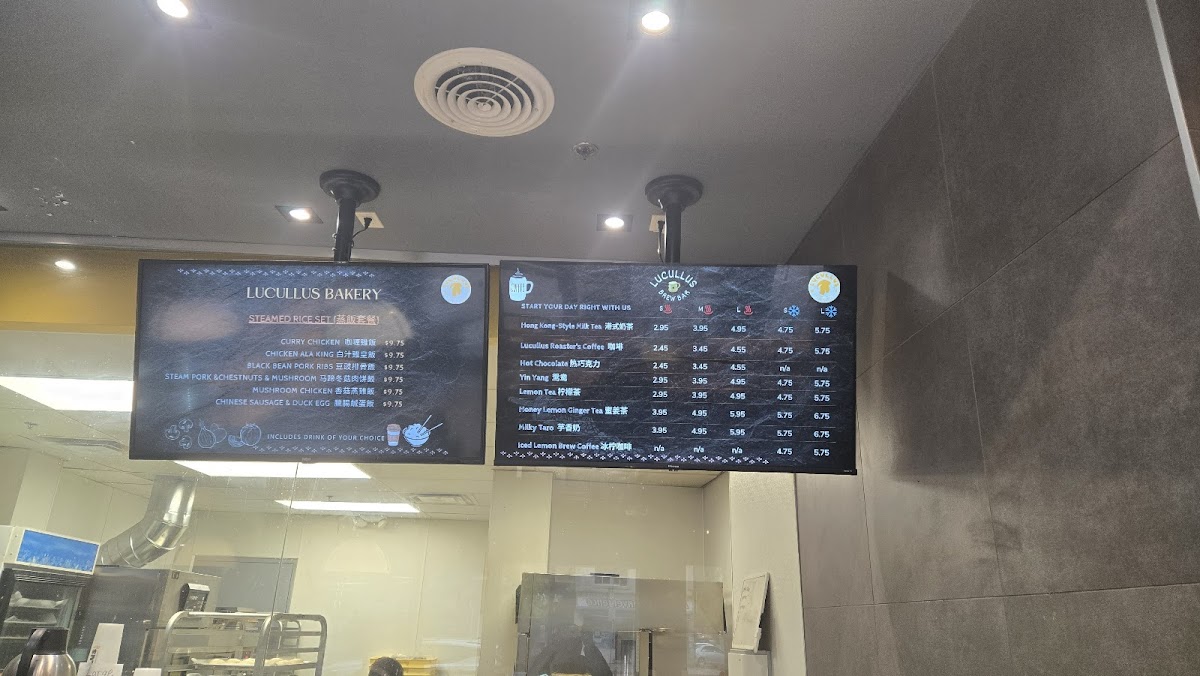 LUCULLUS BAKERY
STEAMED RICE SET (蒸飯套餐)
CURRY CHICKEN 咖喱雞飯 $9.75
CHICKEN ALA KING 白汁雞皇飯 $9.75
BLACK BEAN PORK RIBS 豆豉排骨飯 $9.75
STEAM PORK &CHESTNUTS & MUSHROOM 马蹄冬菇肉饼飯 $9.75
MUSHROOM CHICKEN 香菇蒸雞飯 $9.75
CHINESE SAUSAGE & DUCK EGG 臘腸鹹蛋飯 $9.75
INCLUDES DRINK OF YOUR CHOICE
LUCULLUS
BREW BAR
START YOUR DAY RIGHT WITH US S M L S L
Hong Kong-Style Milk Tea 港式奶茶 2.95 3.95 4.95 4.75 5.75
Lucullus Roaster's Coffee 咖啡 2.45 3.45 4.55 4.75 5.75
Hot Chocolate 热巧克力 2.45 3.45 4.55 n/a n/a
Yin Yang 鴛鴦 2.95 3.95 4.95 4.75 5.75
Lemon Tea 柠檬茶 2.95 3.95 4.95 4.75 5.75
Honey Lemon Ginger Tea 蜜姜茶 3.95 4.95 5.95 5.75 6.75
Milky Taro 芋香奶 3.95 4.95 5.95 5.75 6.75
Iced Lemon Brew Coffee 冰柠咖啡 n/a n/a n/a 4.75 5.75